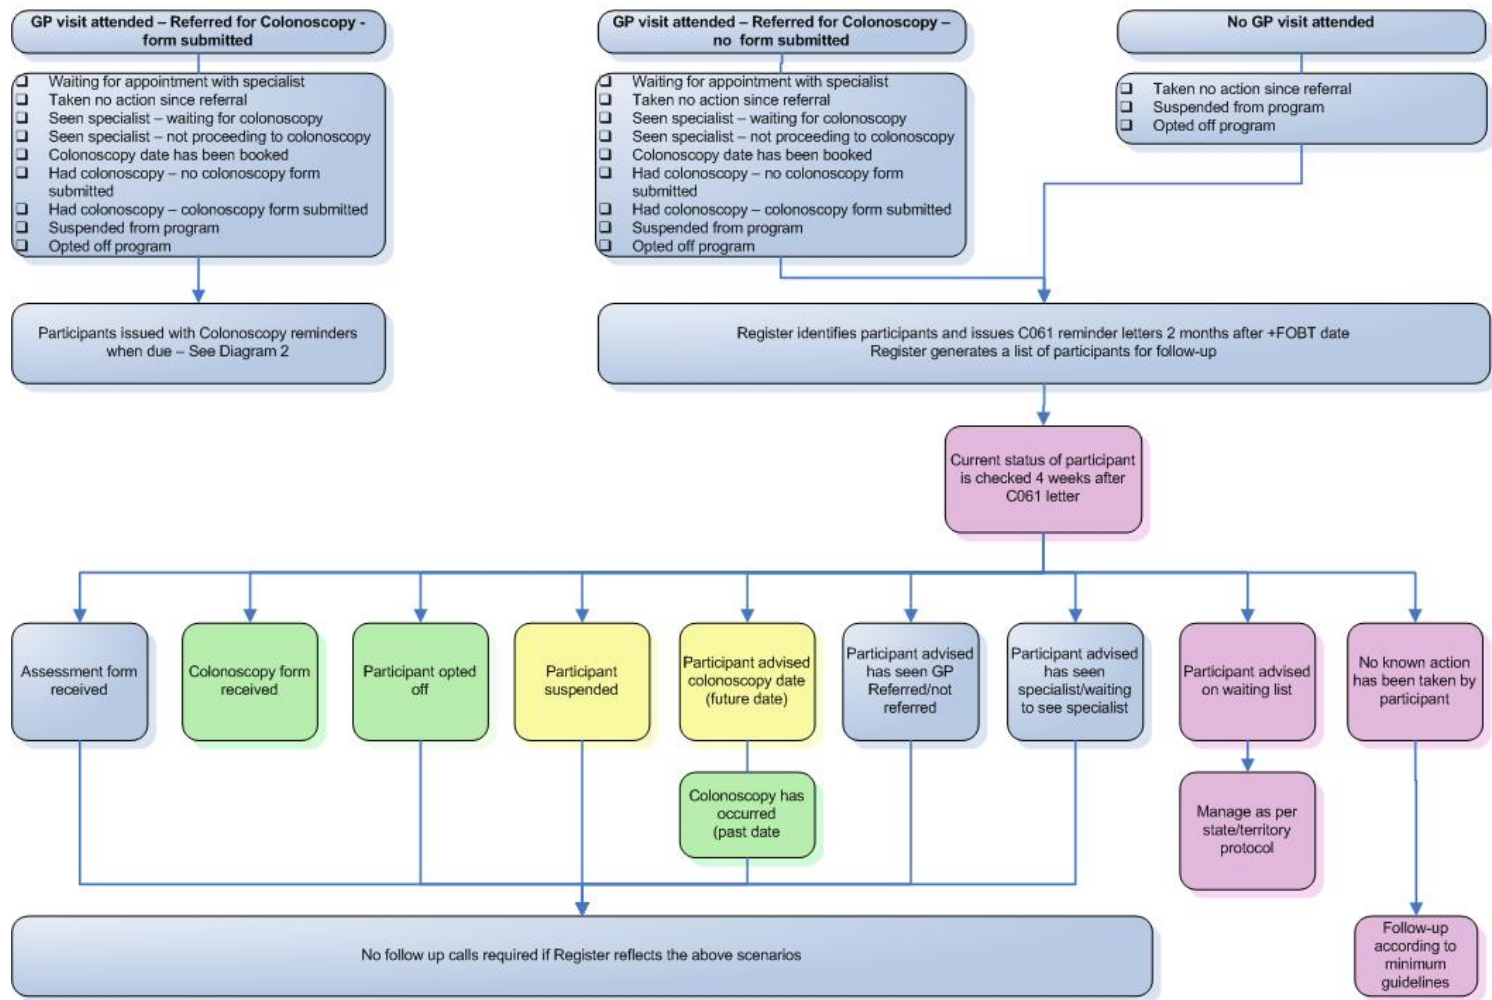 GP visit attended – Referred for Colonoscopy -
form submitted
Waiting for appointment with specialist
Taken no action since referral
Seen specialist – waiting for colonoscopy
Seen specialist – not proceeding to colonoscopy
Colonoscopy date has been booked
Had colonoscopy – no colonoscopy form
submitted
Had colonoscopy – colonoscopy form submitted
Suspended from program
Opted off program
Participants issued with Colonoscopy reminders
when due – See Diagram 2
GP visit attended – Referred for Colonoscopy –
no form submitted
Waiting for appointment with specialist
Taken no action since referral
Seen specialist – waiting for colonoscopy
Seen specialist – not proceeding to colonoscopy
Colonoscopy date has been booked
Had colonoscopy – no colonoscopy form
submitted
Had colonoscopy – colonoscopy form submitted
Suspended from program
Opted off program
No GP visit attended
Taken no action since referral
Suspended from program
Opted off program
Register identifies participants and issues C061 reminder letters 2 months after +FOBT date
Register generates a list of participants for follow-up
Current status of participant
is checked 4 weeks after
C061 letter
Assessment form
received
Colonoscopy form
received
Participant opted
off
Participant
suspended
Participant advised
colonoscopy date
(future date)
Colonoscopy has
occurred
(past date
Participant advised
has seen GP
Referred/not
referred
Participant advised
has seen
specialist/waiting
to see specialist
Participant advised
on waiting list
Manage as per
state/territory
protocol
No known action
has been taken by
participant
Follow-up
according to
minimum
guidelines
No follow up calls required if Register reflects the above scenarios